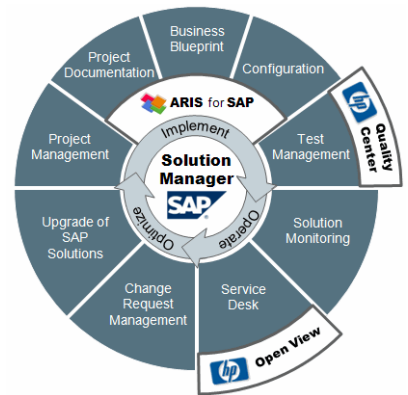 Business
Blueprint
Project
Documentation
Configuration
ARIS for SAP
hp
Quality
Center
Implement
Project
Management
Solution
Manager
SAP
Test
Management
Optimize
Operate
Upgrade of
SAP
Solutions
Solution
Monitoring
Change
Request
Management
Service
Desk
hp
Open View